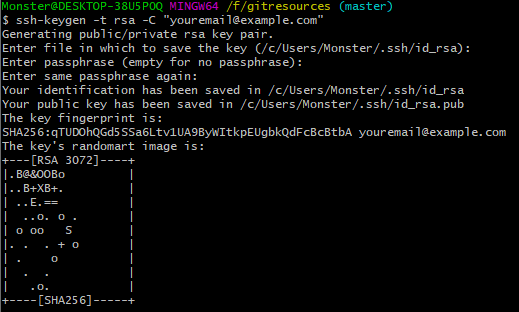 Monster@DESKTOP-38U5P0Q MINGW64 /f/gitresources (master)
$ ssh-keygen -t rsa -C "youremail@example.com"
Generating public/private rsa key pair.
Enter file in which to save the key (/c/Users/Monster/.ssh/id_rsa):
Enter passphrase (empty for no passphrase):
Enter same passphrase again:
Your identification has been saved in /c/Users/Monster/.ssh/id_rsa
Your public key has been saved in /c/Users/Monster/.ssh/id_rsa.pub
The key fingerprint is:
SHA256:qTUDOhQGd5SSa6Ltv1UA9ByWItkpEUgbkQdFcBcBtbA youremail@example.com
The key's randomart image is:
+---[RSA 3072]----+
|.B@&OOBo         |
|..B+XB+.         |
| ..E.==          |
|  ..o. o .       |
| o oo   S        |
|. .  . + o       |
| .    o          |
|  .  .           |
|   .o.           |
+----[SHA256]-----+